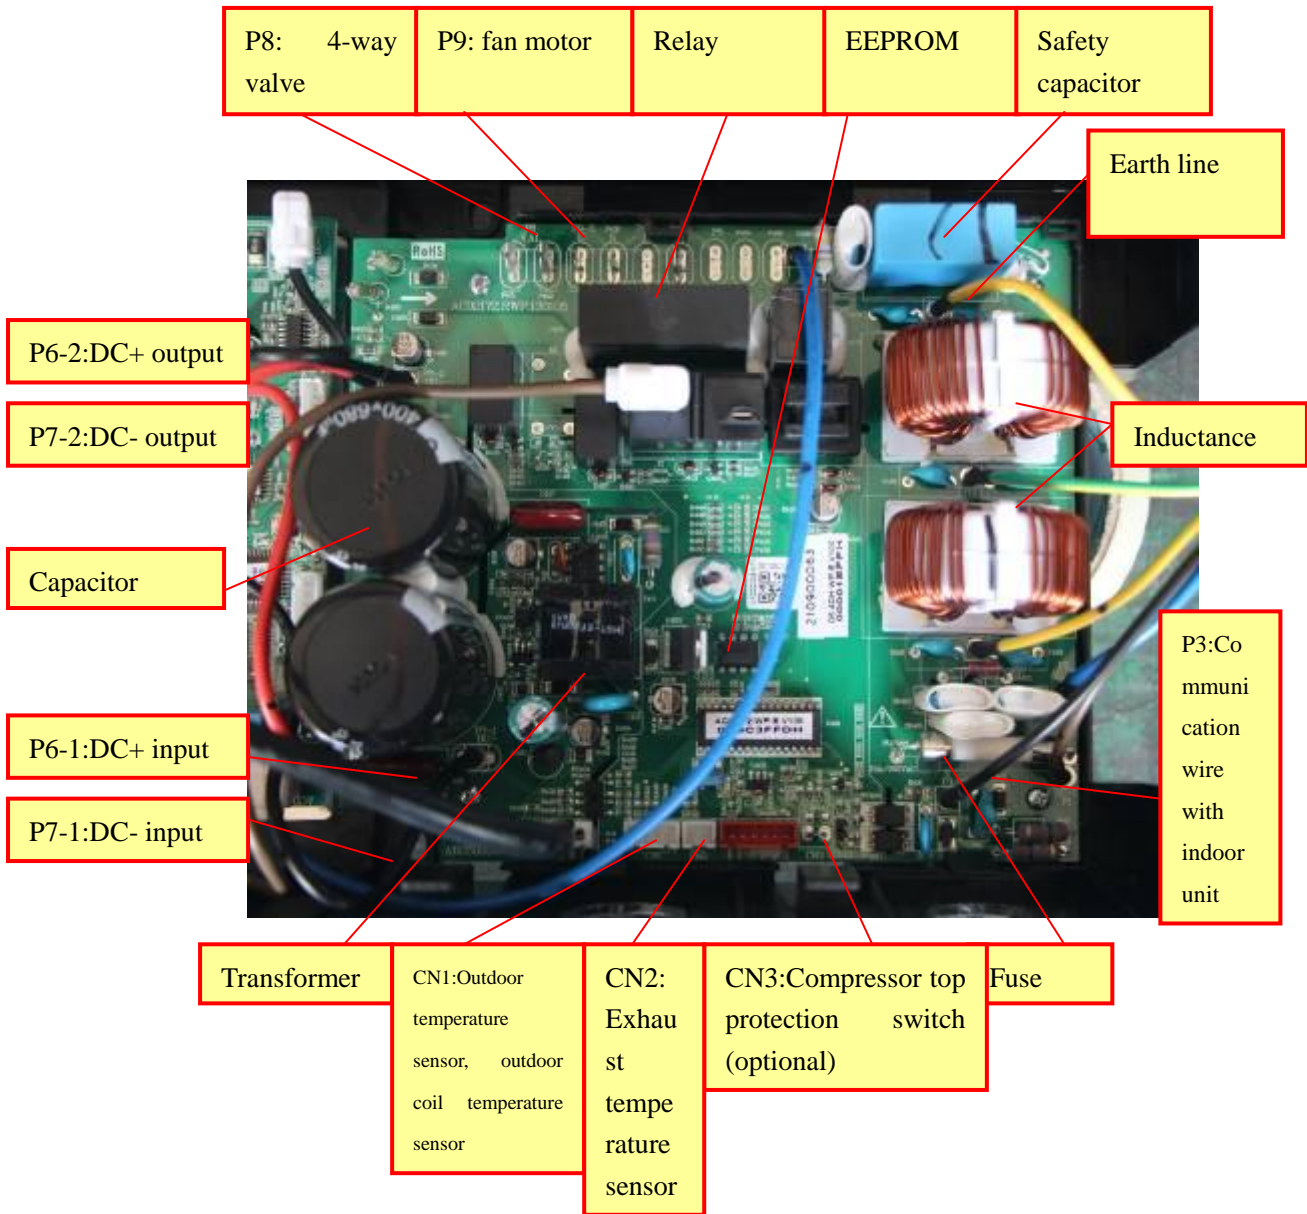 P8: 4-way
valve
P9: fan motor
Relay
EEPROM
Safety
capacitor
Earth line
P6-2:DC+ output
P7-2:DC- output
Inductance
Capacitor
P3:Co
mmuni
cation
wire
with
indoor
unit
P6-1:DC+ input
P7-1:DC- input
Transformer
CN1:Outdoor
temperature
sensor, outdoor
coil temperature
sensor
CN2:
Exhau
st
tempe
rature
sensor
CN3:Compressor top
protection switch
(optional)
Fuse
RoHS
400V680µF
210900063